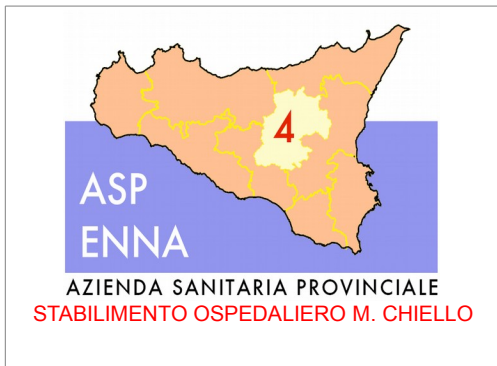 4
ASP
ENNA
AZIENDA SANITARIA PROVINCIALE
STABILIMENTO OSPEDALIERO M. CHIELLO